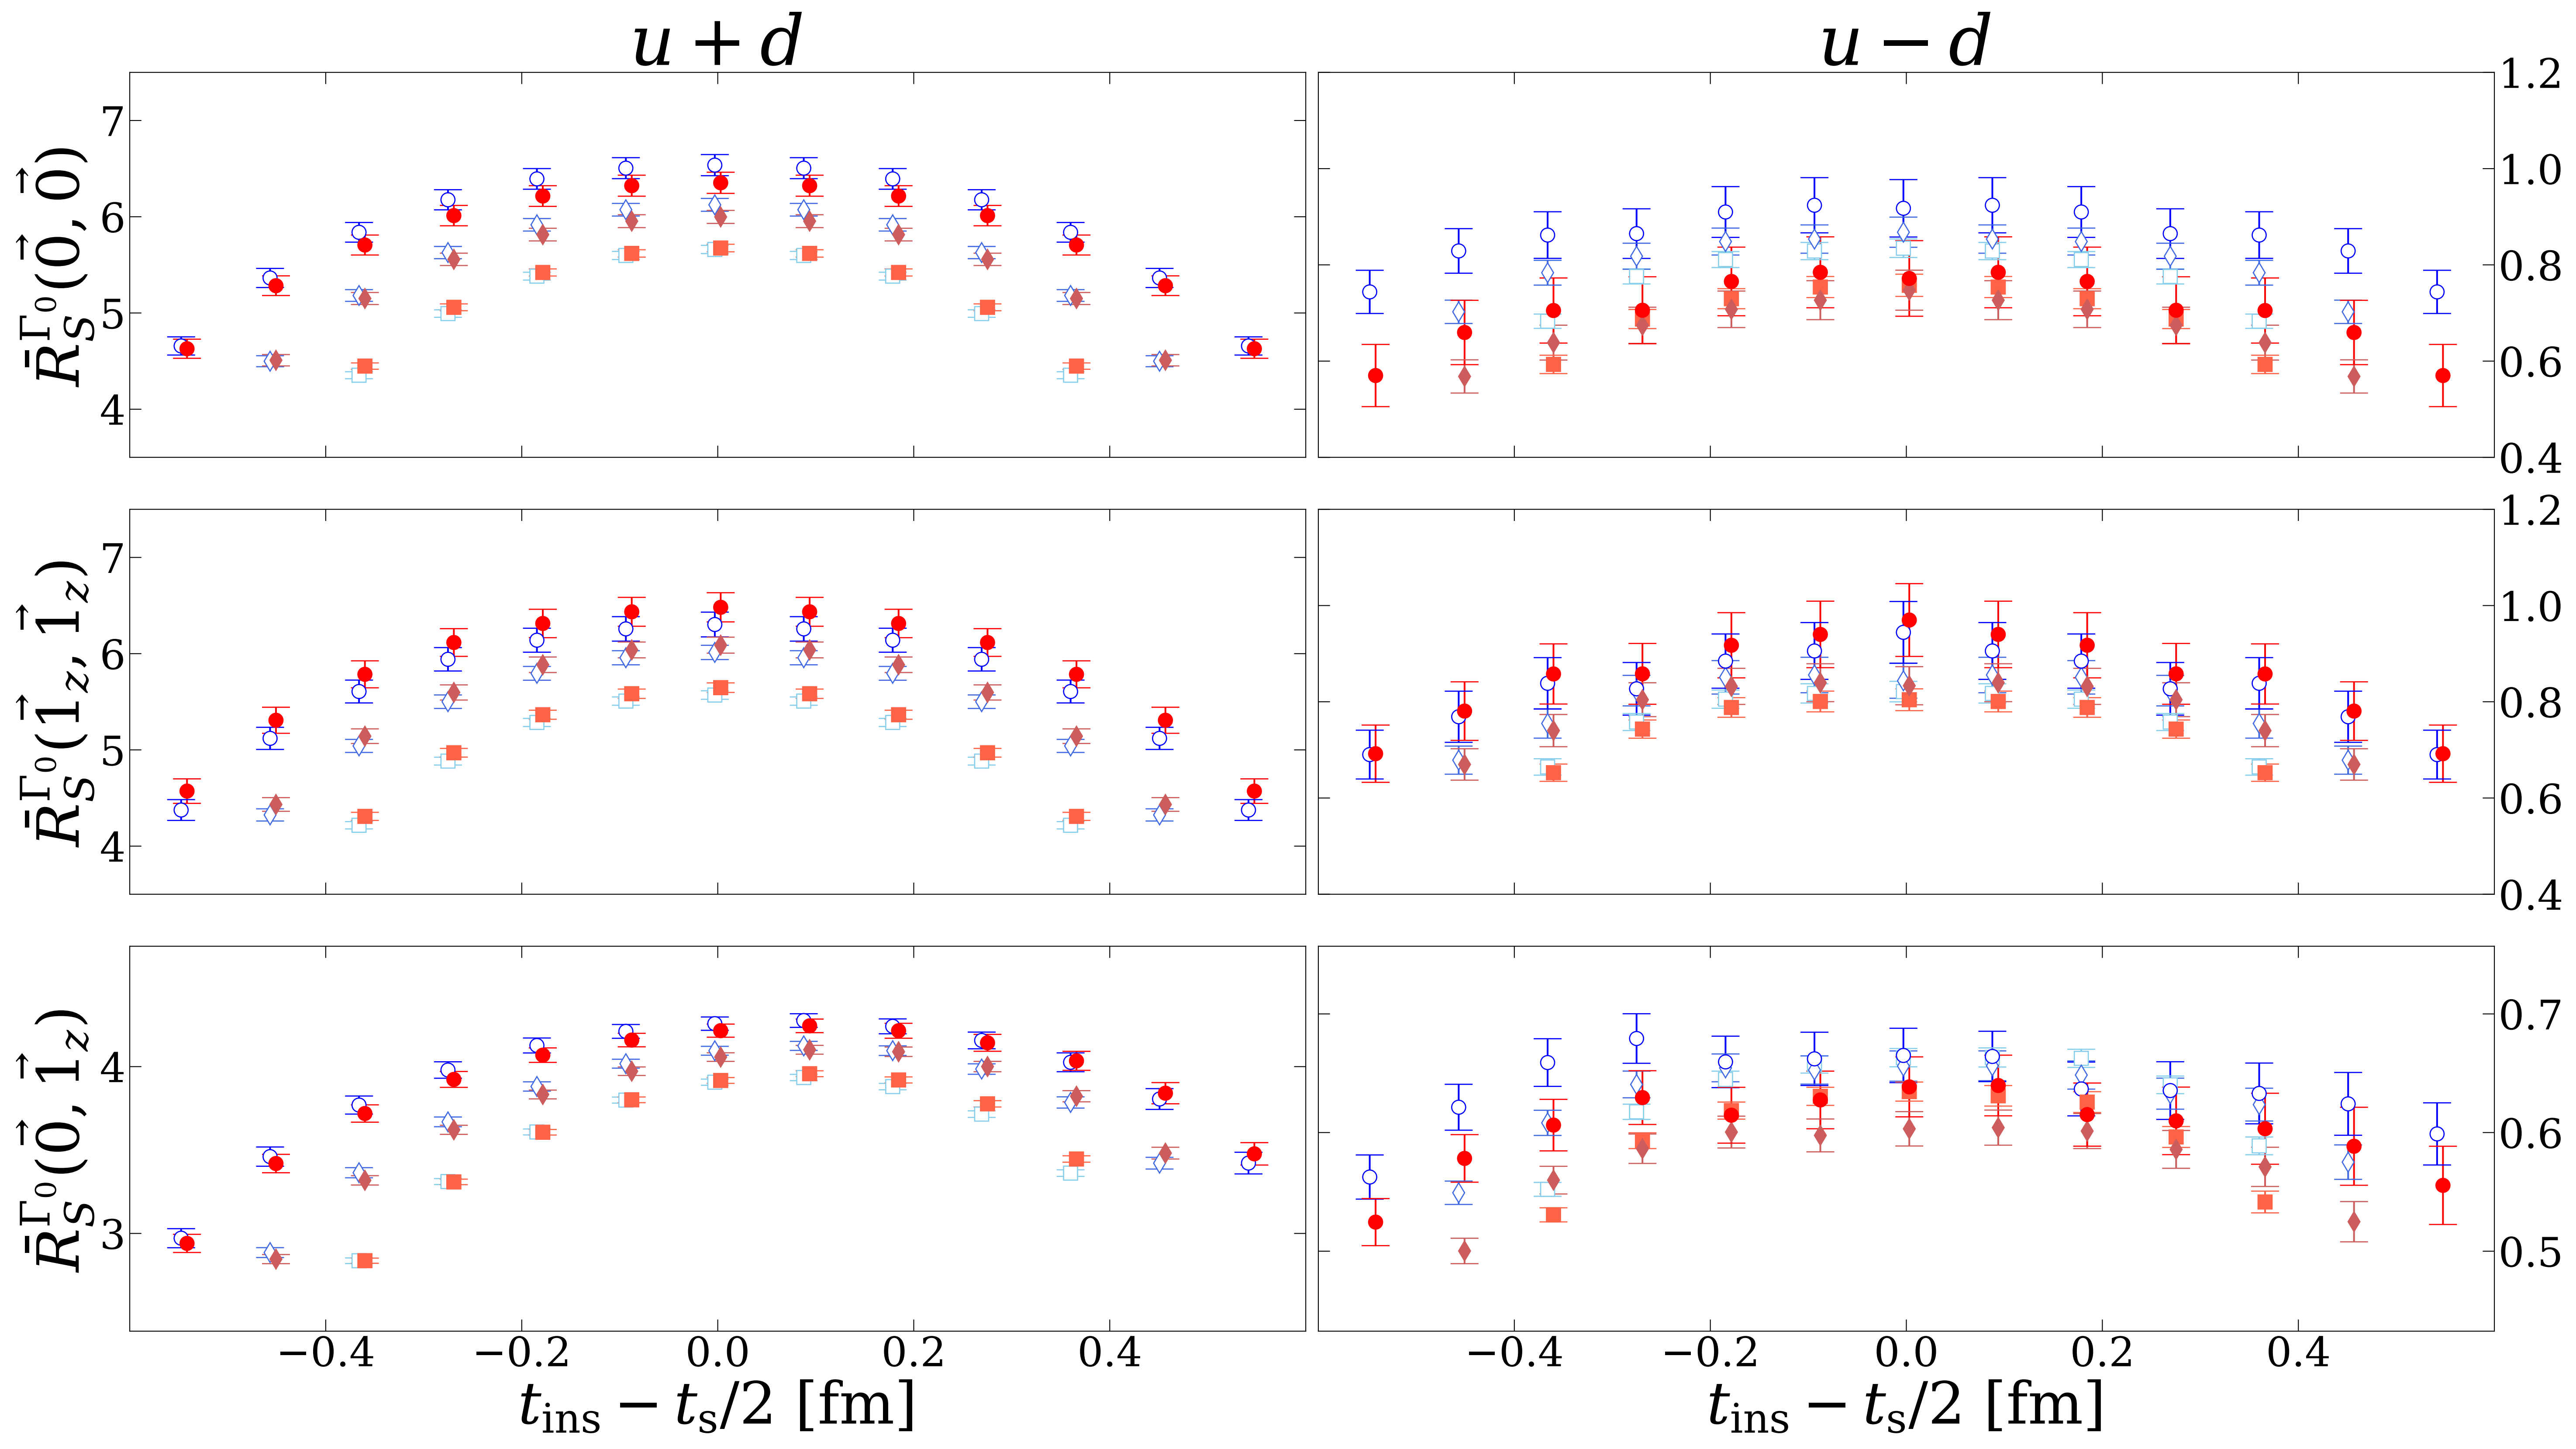 u + d
u − d
R̄_S^{Γ^0}(0⃗, 0⃗)
7
6
5
4
1.2
1.0
0.8
0.6
0.4
R̄_S^{Γ^0}(1⃗_z, 1⃗_z)
7
6
5
4
1.2
1.0
0.8
0.6
0.4
R̄_S^{Γ^0}(0⃗, 1⃗_z)
4
3
0.7
0.6
0.5
−0.4 −0.2 0.0 0.2 0.4
−0.4 −0.2 0.0 0.2 0.4
t_ins − t_s/2 [fm]
t_ins − t_s/2 [fm]